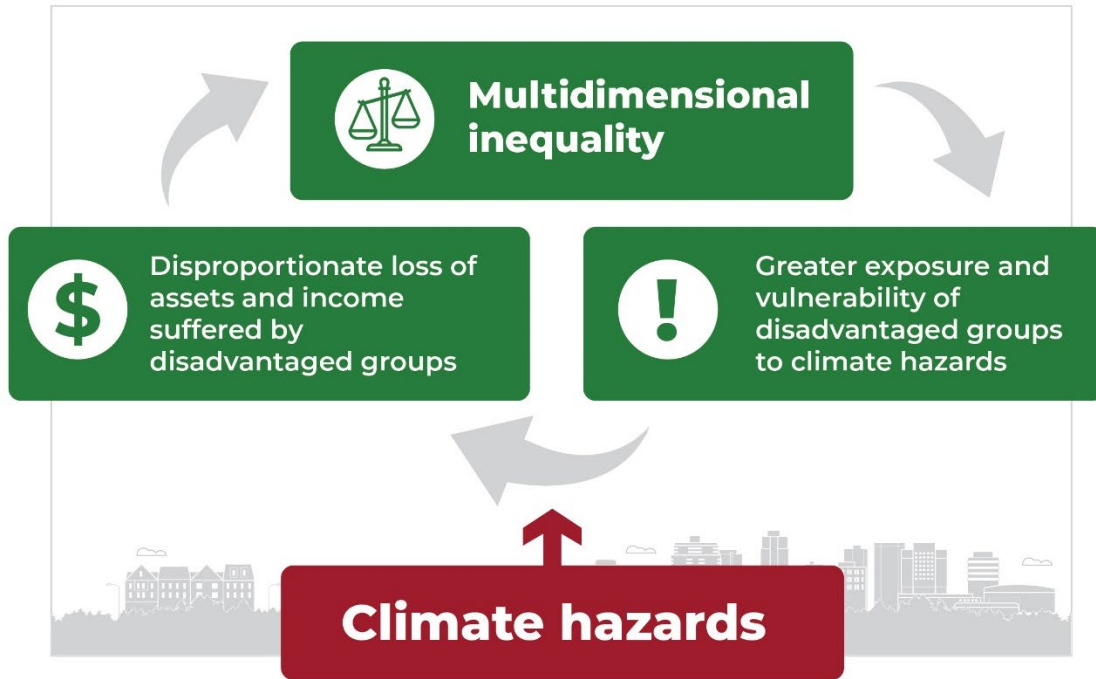 Multidimensional
inequality
$
Disproportionate loss of
assets and income
suffered by
disadvantaged groups
!
Greater exposure and
vulnerability of
disadvantaged groups
to climate hazards
Climate hazards